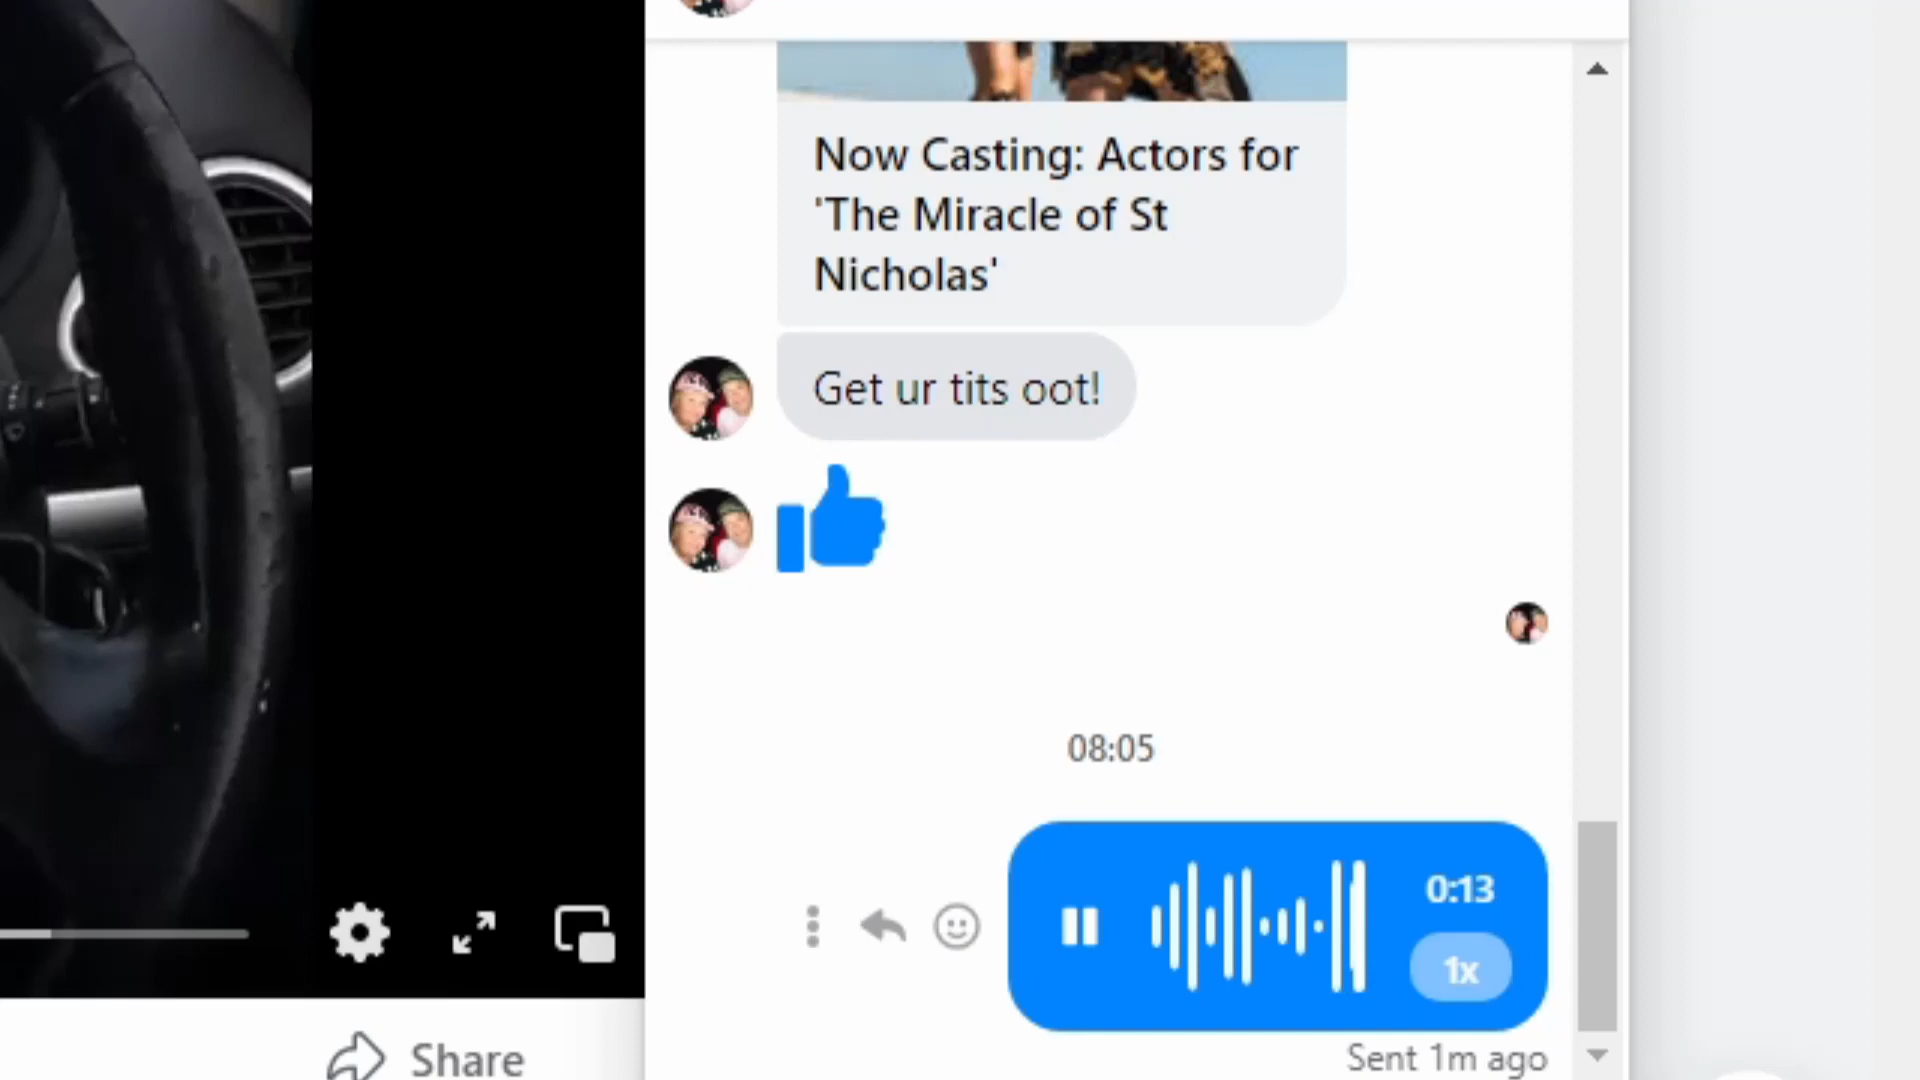 Now Casting: Actors for
'The Miracle of St
Nicholas'
Get ur tits oot!
08:05
0:13
1x
Sent 1m ago
Share